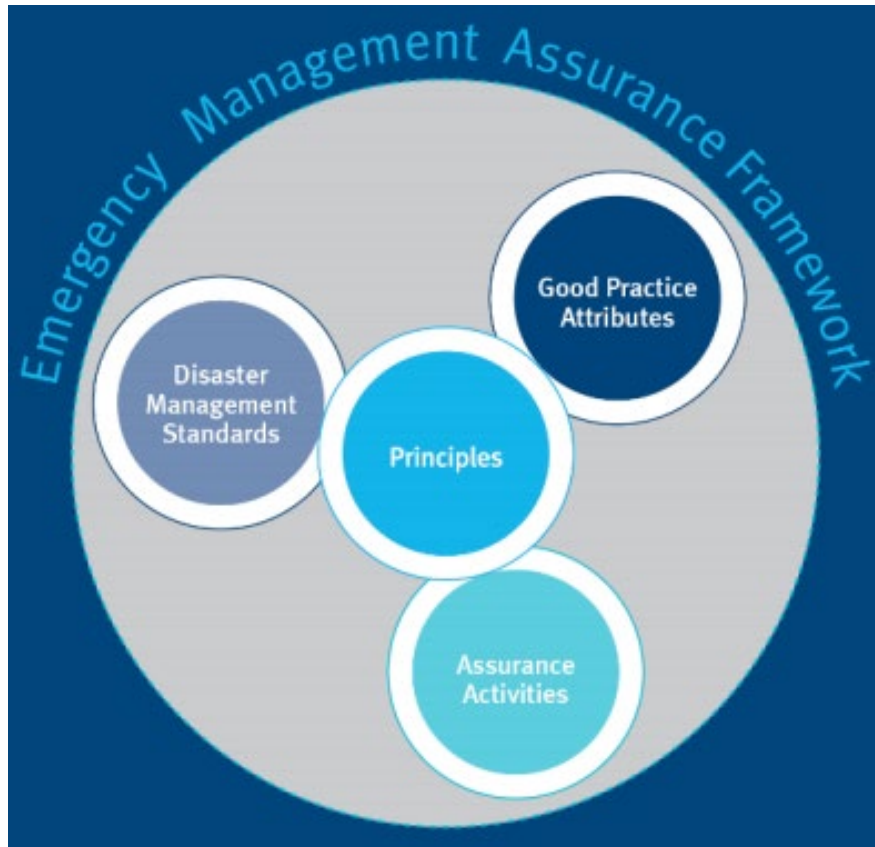 Emergency Management Assurance Framework
Good Practice
Attributes
Disaster
Management
Standards
Principles
Assurance
Activities